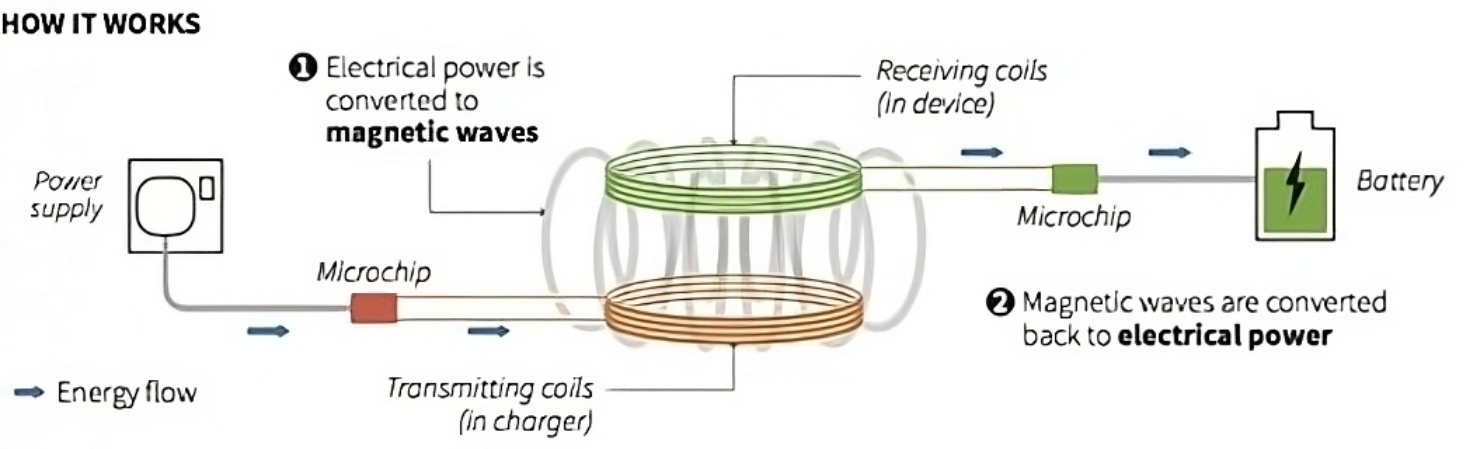 HOW IT WORKS
❶ Electrical power is
converted to
magnetic waves
Receiving coils
(in device)
Power
supply
Battery
Microchip
Microchip
❷ Magnetic waves are converted
back to electrical power
Energy flow
Transmitting coils
(in charger)